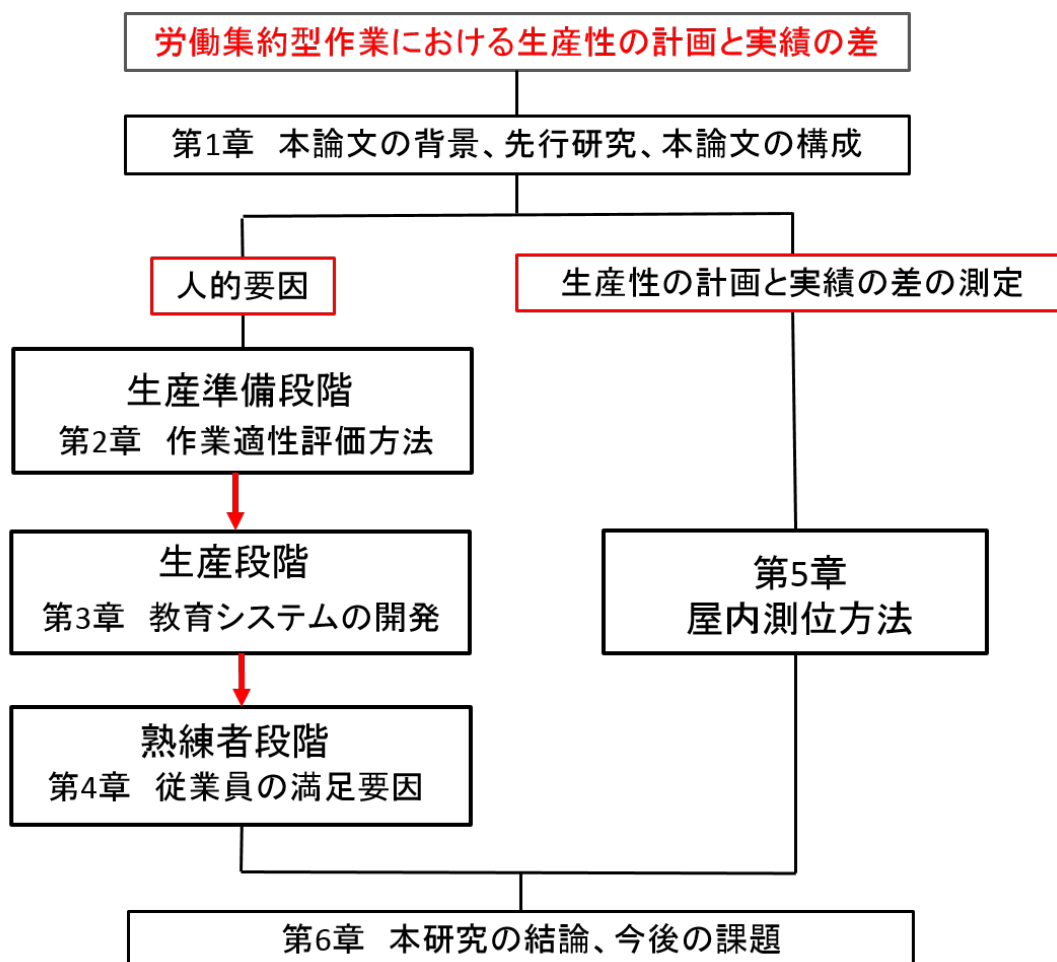 労働集約型作業における生産性の計画と実績の差
第1章 本論文の背景、先行研究、本論文の構成
人的要因
生産性の計画と実績の差の測定
生産準備段階
第2章 作業適性評価方法
生産段階
第3章 教育システムの開発
第5章
屋内測位方法
熟練者段階
第4章 従業員の満足要因
第6章 本研究の結論、今後の課題